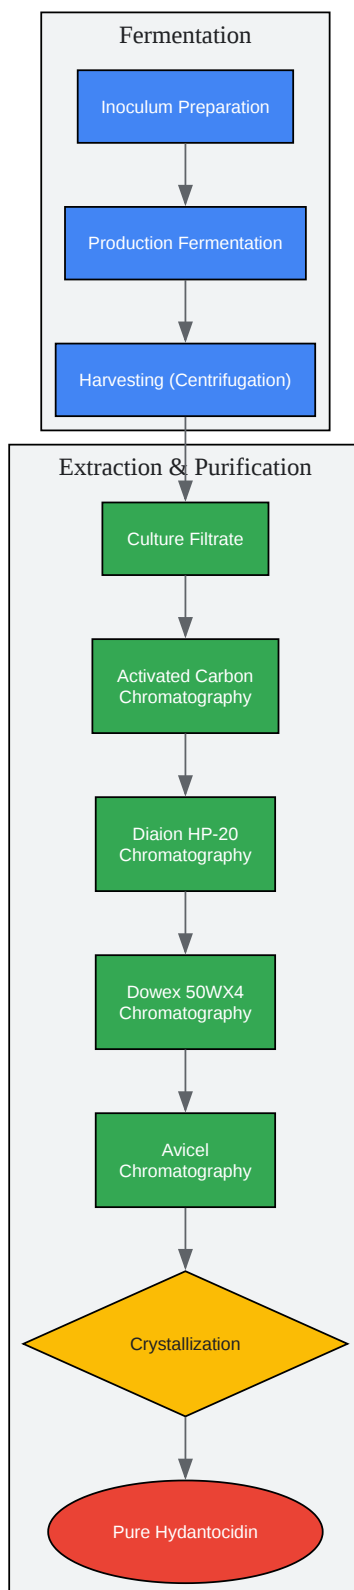 Fermentation
Inoculum Preparation
Production Fermentation
Harvesting (Centrifugation)
Extraction & Purification
Culture Filtrate
Activated Carbon
Chromatography
Diaion HP-20
Chromatography
Dowex 50WX4
Chromatography
Avicel
Chromatography
Crystallization
Pure Hydantocidin